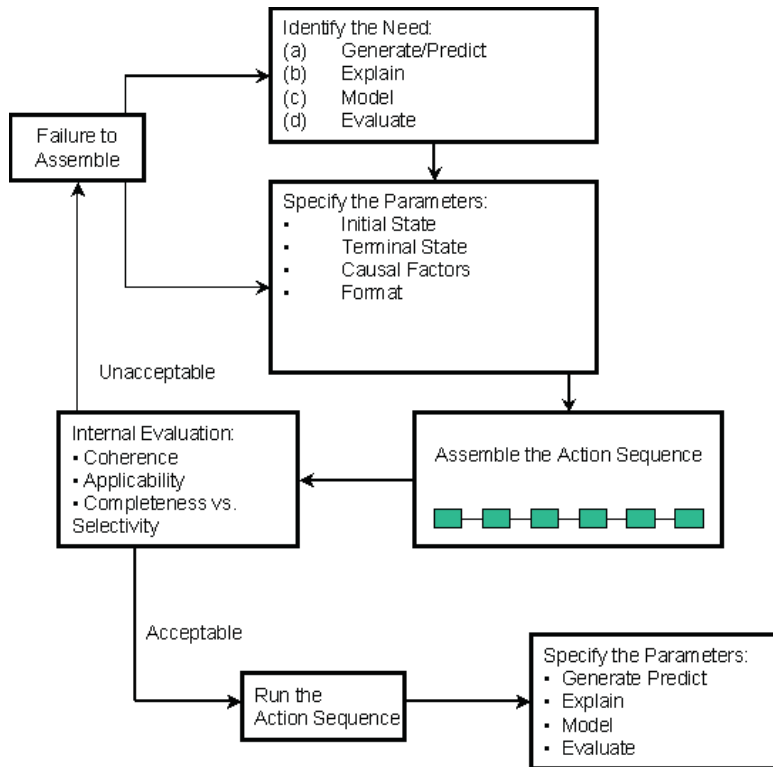 Identify the Need:
(a) Generate/Predict
(b) Explain
(c) Model
(d) Evaluate
Failure to
Assemble
Specify the Parameters:
▪ Initial State
▪ Terminal State
▪ Causal Factors
▪ Format
Unacceptable
Internal Evaluation:
▪ Coherence
▪ Applicability
▪ Completeness vs.
Selectivity
Assemble the Action Sequence
Acceptable
Run the
Action Sequence
Specify the Parameters:
▪ Generate Predict
▪ Explain
▪ Model
▪ Evaluate